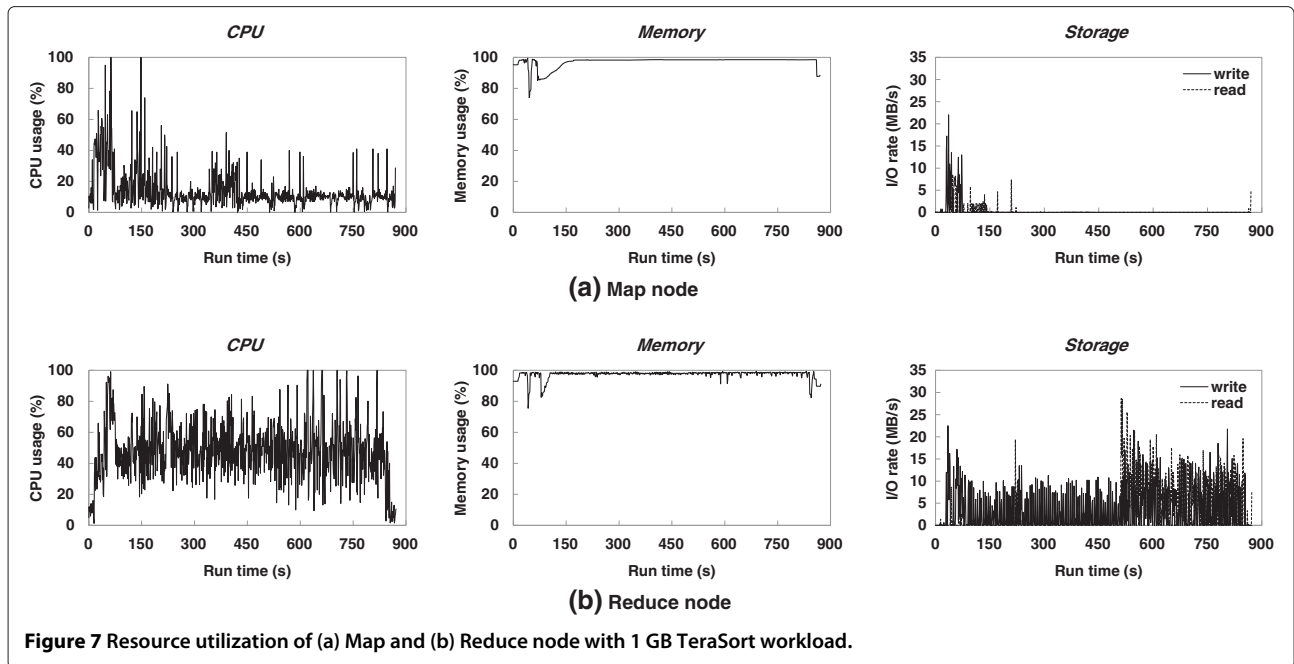 CPU
Memory
Storage
CPU usage (%)
100
80
60
40
20
0
0 150 300 450 600 750 900
Run time (s)
Memory usage (%)
100
80
60
40
20
0
0 150 300 450 600 750 900
Run time (s)
I/O rate (MB/s)
35
30
25
20
15
10
5
0
write
read
0 150 300 450 600 750 900
Run time (s)
(a) Map node
CPU
Memory
Storage
CPU usage (%)
100
80
60
40
20
0
0 150 300 450 600 750 900
Run time (s)
Memory usage (%)
100
80
60
40
20
0
0 150 300 450 600 750 900
Run time (s)
I/O rate (MB/s)
35
30
25
20
15
10
5
0
write
read
0 150 300 450 600 750 900
Run time (s)
(b) Reduce node
Figure 7 Resource utilization of (a) Map and (b) Reduce node with 1 GB TeraSort workload.